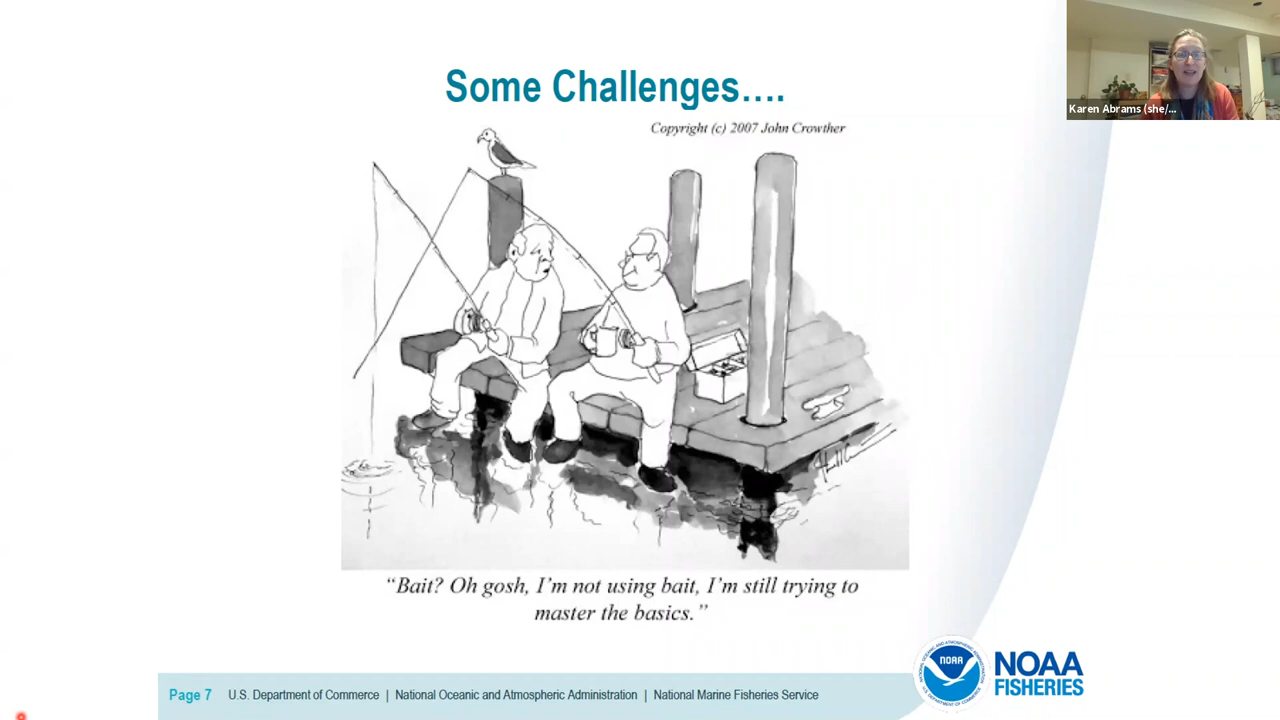 Some Challenges....
Copyright (c) 2007 John Crowther
Karen Abrams (she/...
"Bait? Oh gosh, I'm not using bait, I'm still trying to
master the basics."
Page 7 U.S. Department of Commerce | National Oceanic and Atmospheric Administration | National Marine Fisheries Service
NOAA
NOAA
FISHERIES